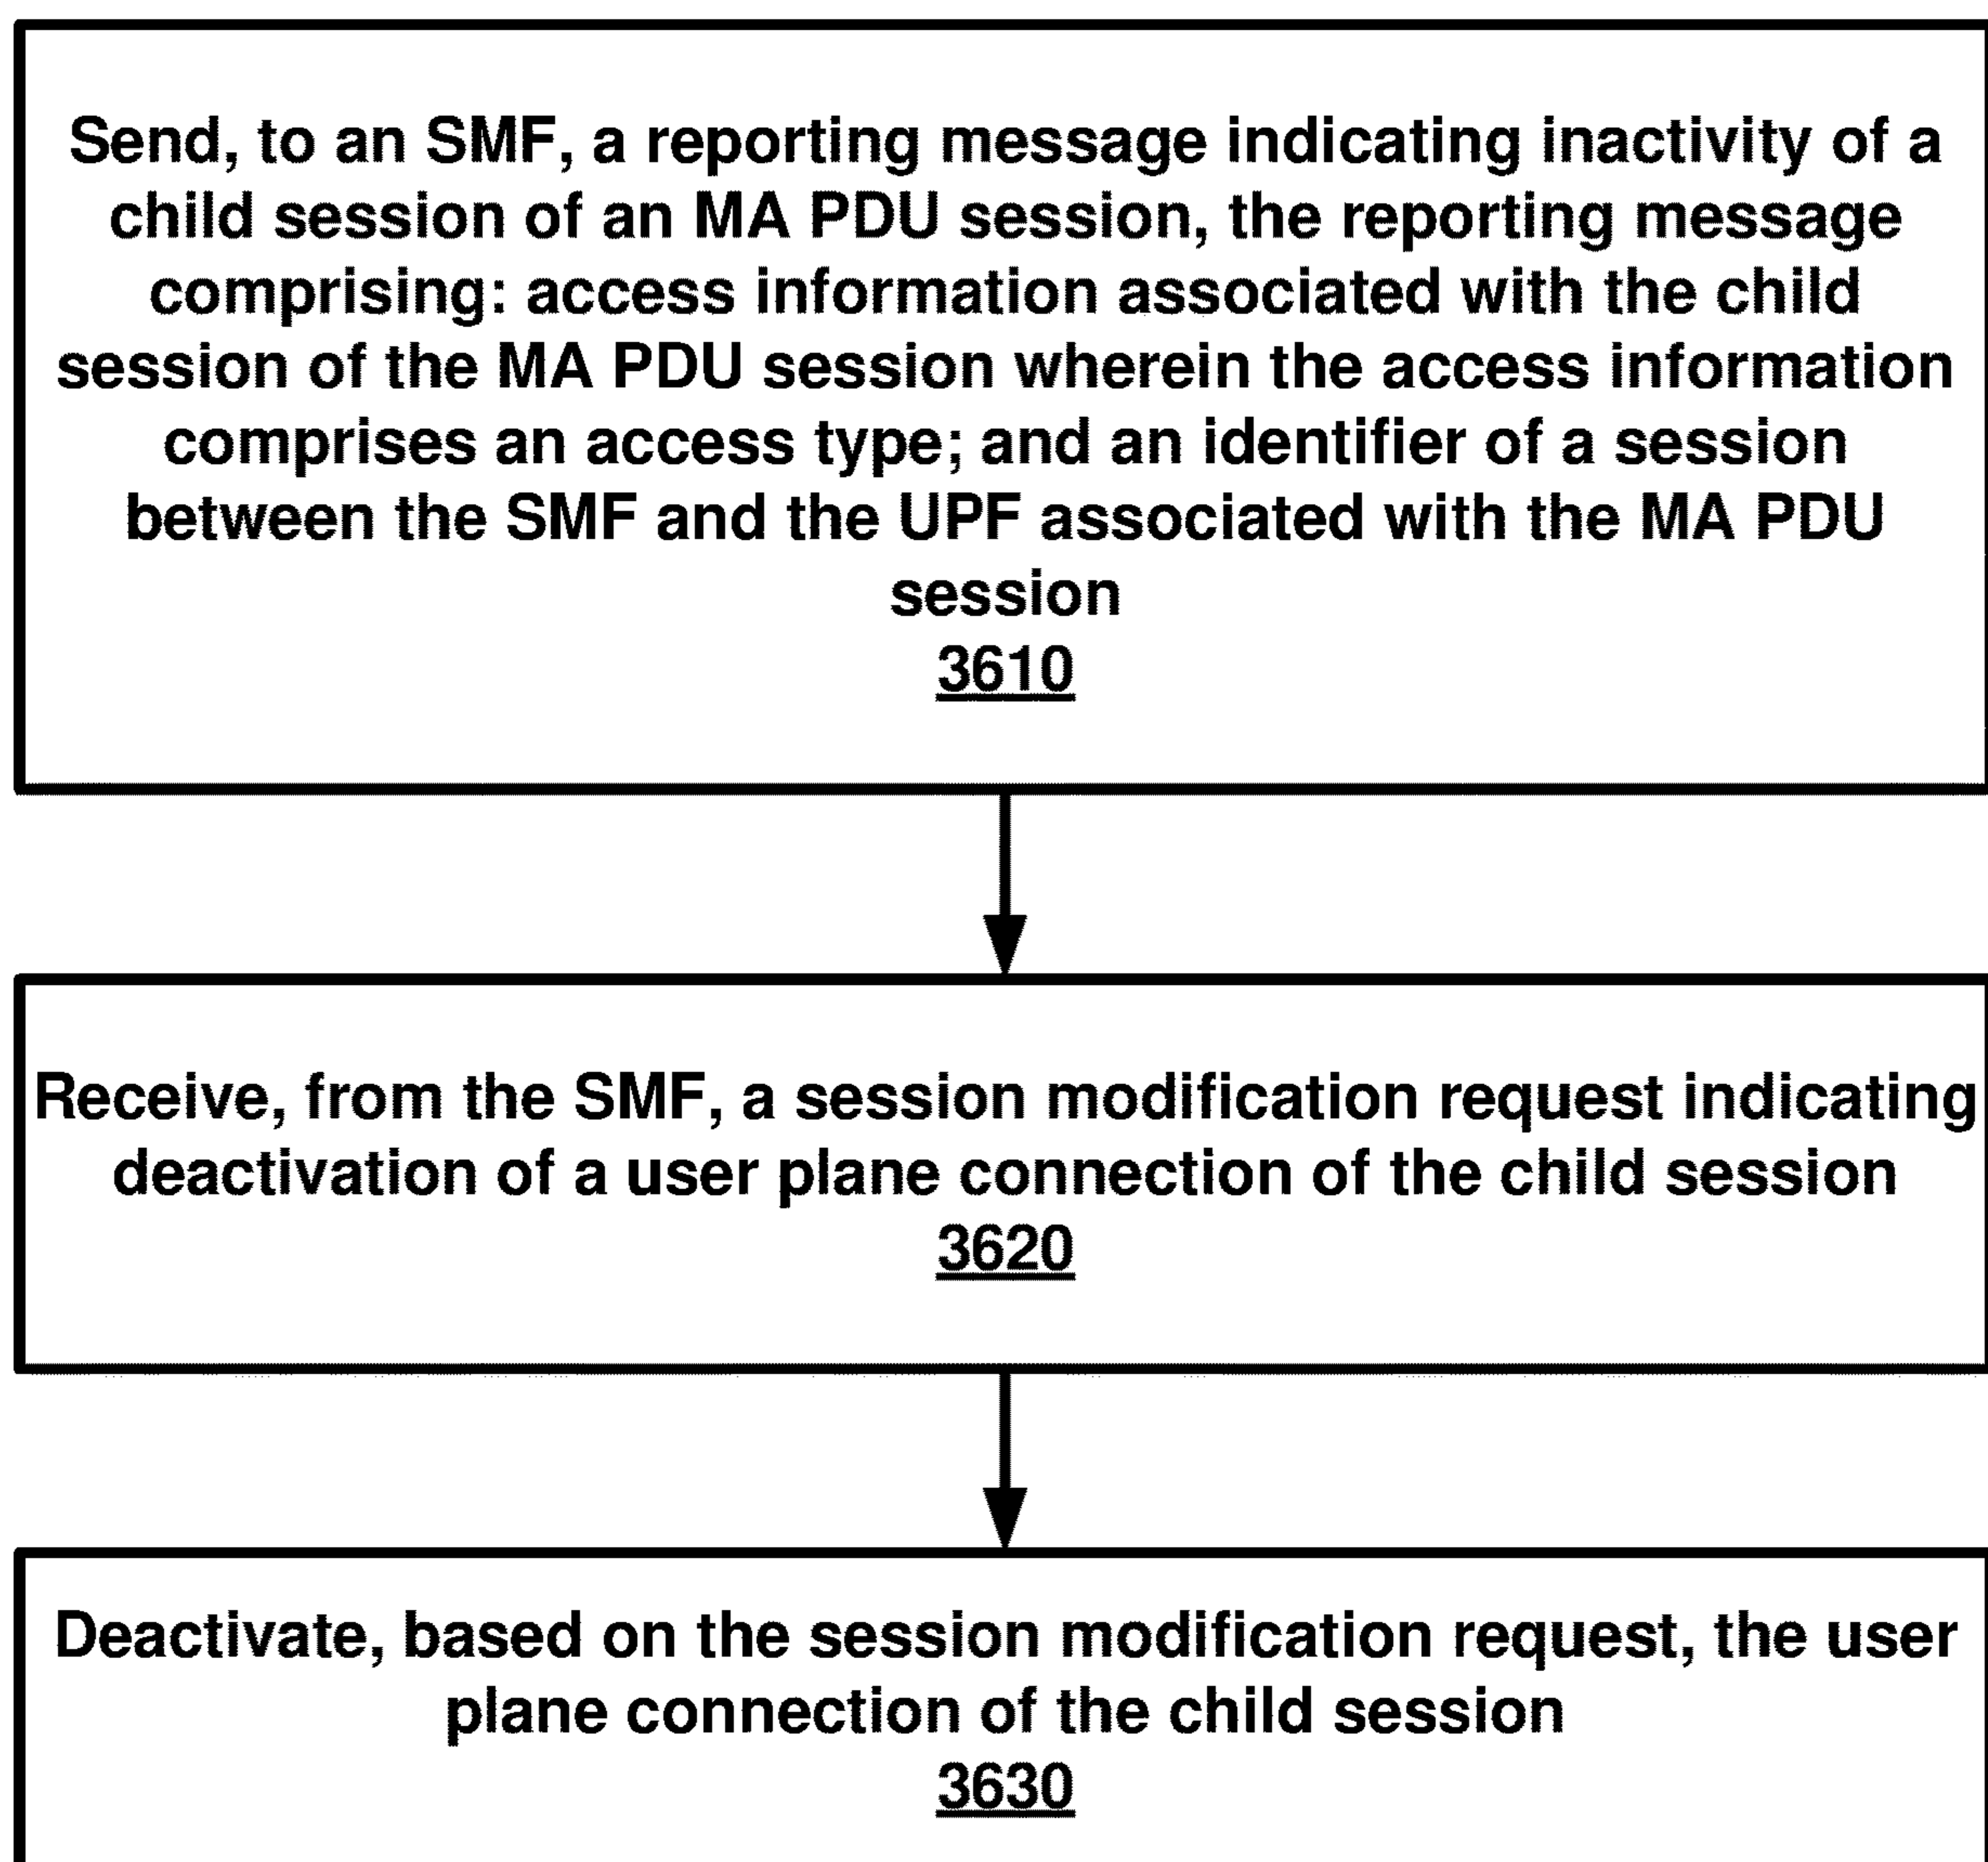 Send, to an SMF, a reporting message indicating inactivity of a
child session of an MA PDU session, the reporting message
comprising: access information associated with the child
session of the MA PDU session wherein the access information
comprises an access type; and an identifier of a session
between the SMF and the UPF associated with the MA PDU
session
3610
Receive, from the SMF, a session modification request indicating
deactivation of a user plane connection of the child session
3620
Deactivate, based on the session modification request, the user
plane connection of the child session
3630